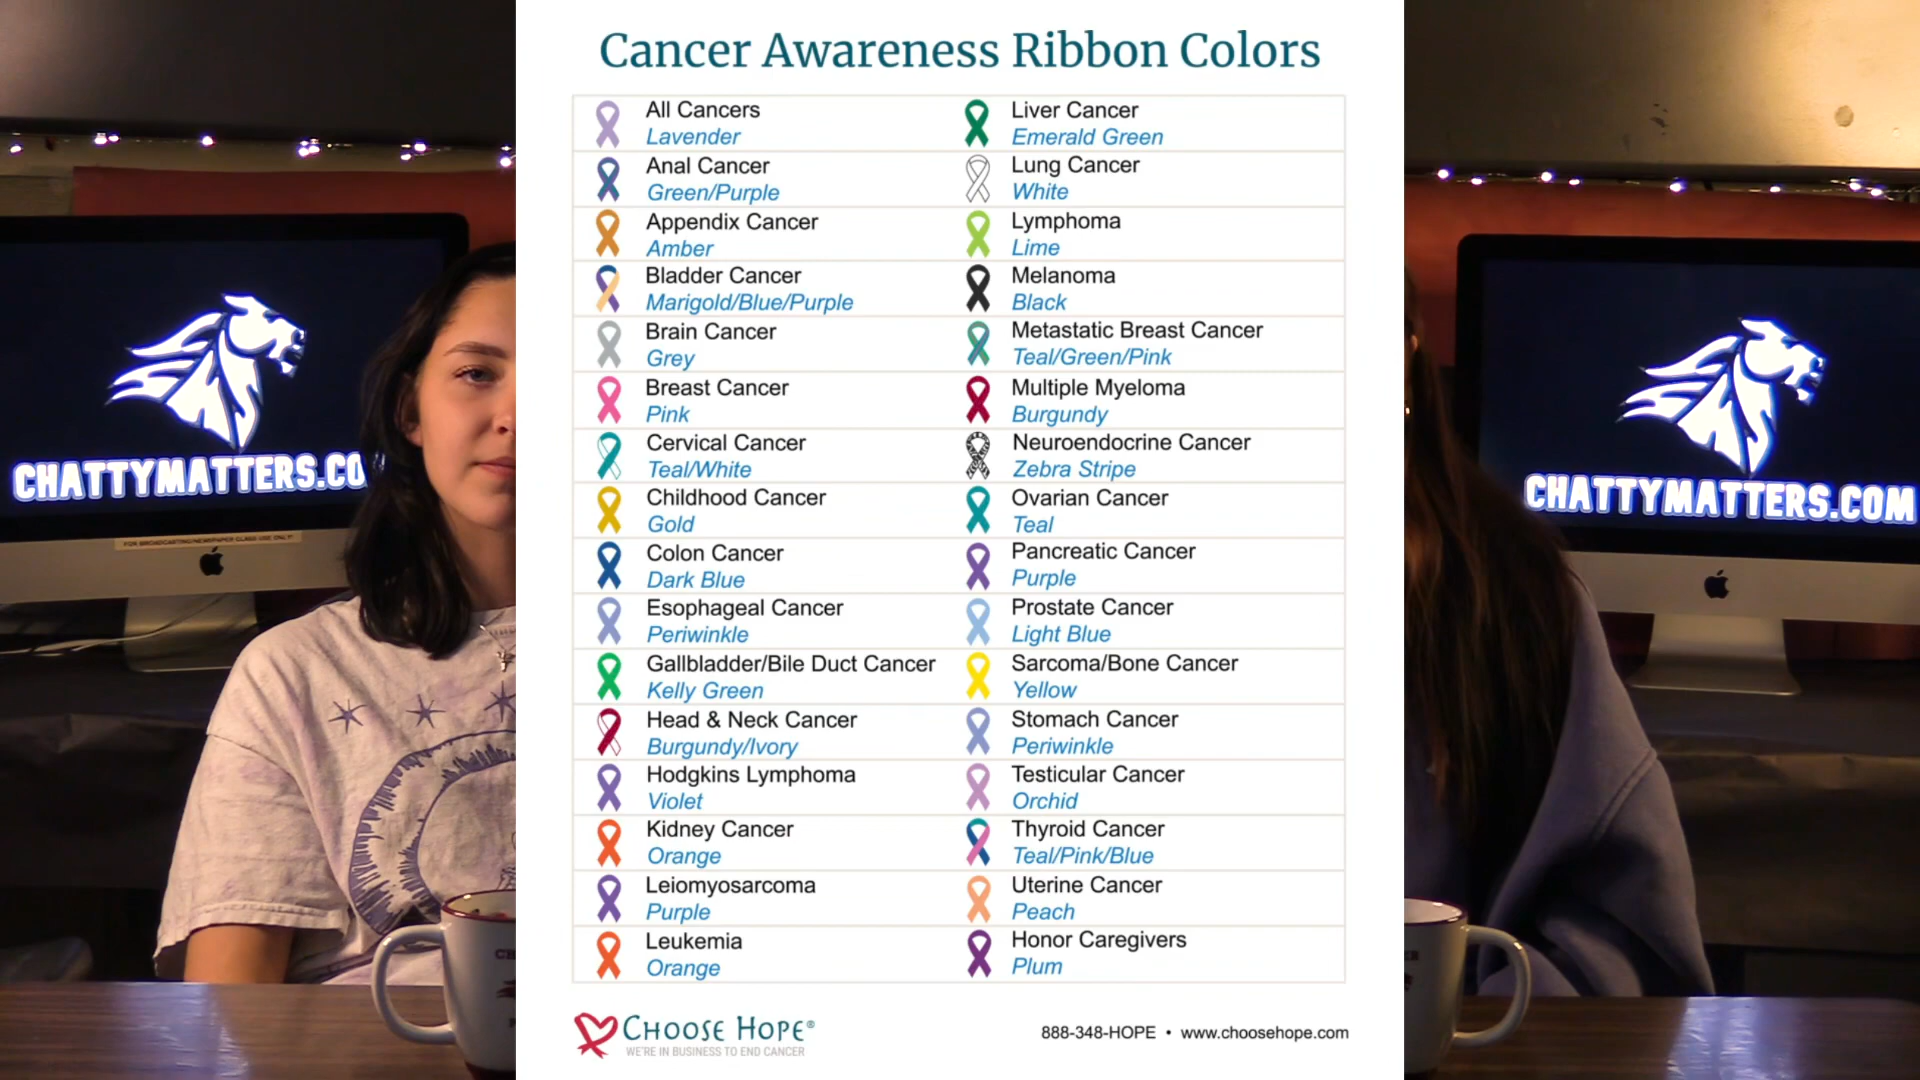 Cancer Awareness Ribbon Colors
All Cancers
Lavender
Anal Cancer
Green/Purple
Appendix Cancer
Amber
Bladder Cancer
Marigold/Blue/Purple
Brain Cancer
Grey
Breast Cancer
Pink
Cervical Cancer
Teal/White
Childhood Cancer
Gold
Colon Cancer
Dark Blue
Esophageal Cancer
Periwinkle
Gallbladder/Bile Duct Cancer
Kelly Green
Head & Neck Cancer
Burgundy/Ivory
Hodgkins Lymphoma
Violet
Kidney Cancer
Orange
Leiomyosarcoma
Purple
Leukemia
Orange
Liver Cancer
Emerald Green
Lung Cancer
White
Lymphoma
Lime
Melanoma
Black
Metastatic Breast Cancer
Teal/Green/Pink
Multiple Myeloma
Burgundy
Neuroendocrine Cancer
Zebra Stripe
Ovarian Cancer
Teal
Pancreatic Cancer
Purple
Prostate Cancer
Light Blue
Sarcoma/Bone Cancer
Yellow
Stomach Cancer
Periwinkle
Testicular Cancer
Orchid
Thyroid Cancer
Teal/Pink/Blue
Uterine Cancer
Peach
Honor Caregivers
Plum
CHOOSE HOPE®
WE'RE IN BUSINESS TO END CANCER
888-348-HOPE • www.choosehope.com
CHATTYMATTERS.CO
FOR BROADCASTING/NEWSPAPER CLASS USE ONLY!
CHATTYMATTERS.COM